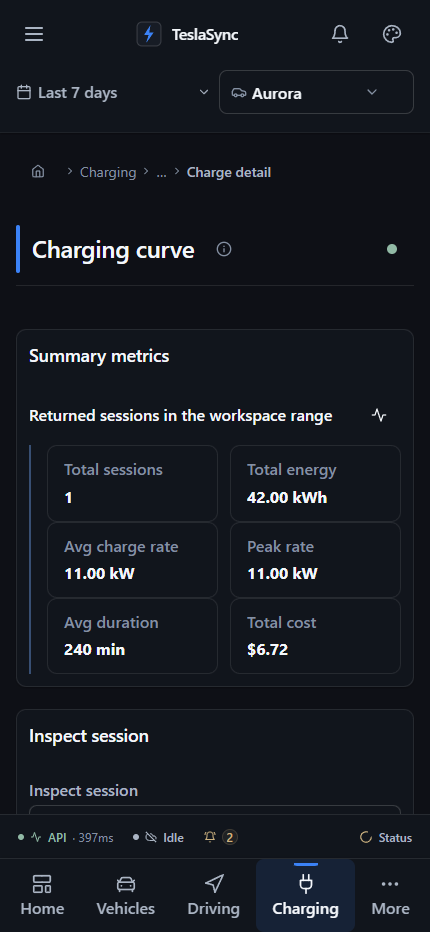 TeslaSync
Last 7 days
Aurora
Charging
...
Charge detail
Charging curve
Summary metrics
Returned sessions in the workspace range
Total sessions
1
Total energy
42.00 kWh
Avg charge rate
11.00 kW
Peak rate
11.00 kW
Avg duration
240 min
Total cost
$6.72
Inspect session
Inspect session
API · 397ms
Idle
2
Status
Home
Vehicles
Driving
Charging
More